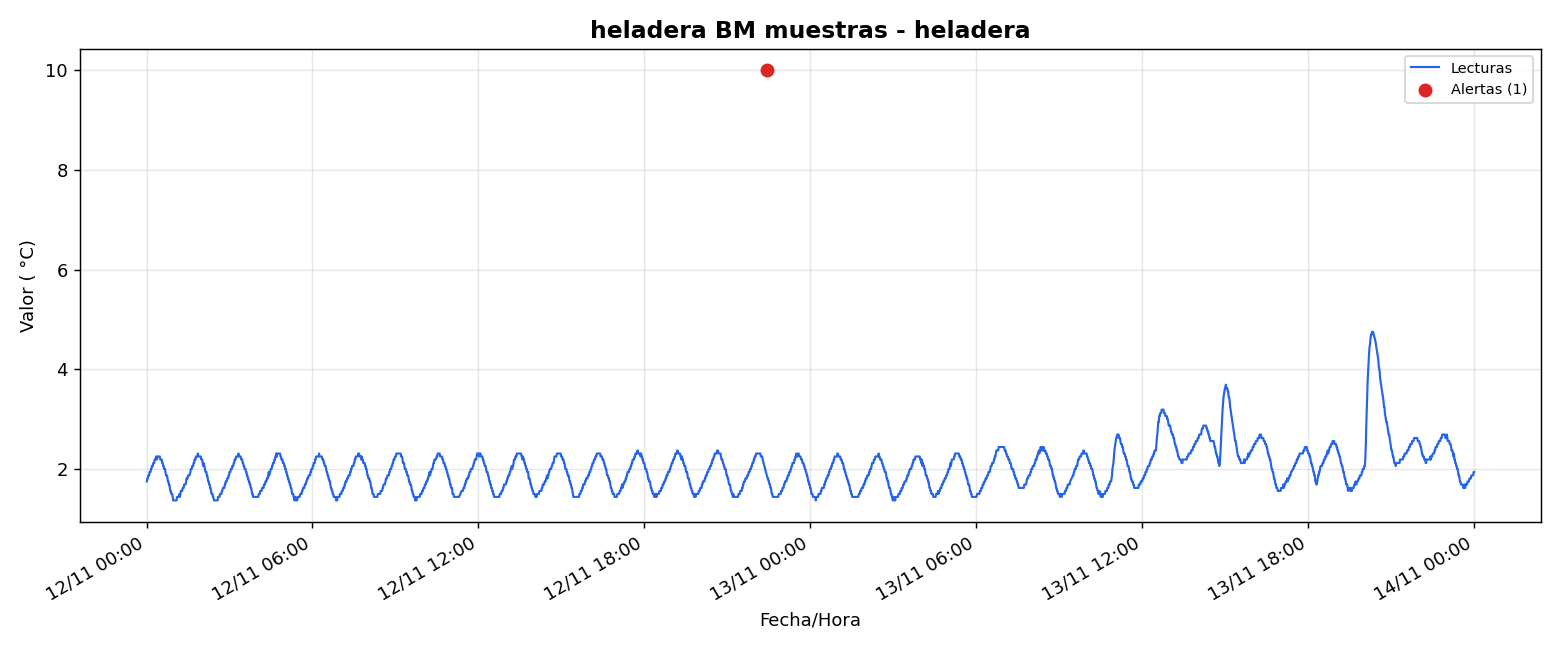 heladera BM muestras - heladera
Lecturas
Alertas (1)
Valor ( °C)
10
8
6
4
2
12/11 00:00
12/11 06:00
12/11 12:00
12/11 18:00
13/11 00:00
13/11 06:00
13/11 12:00
13/11 18:00
14/11 00:00
Fecha/Hora